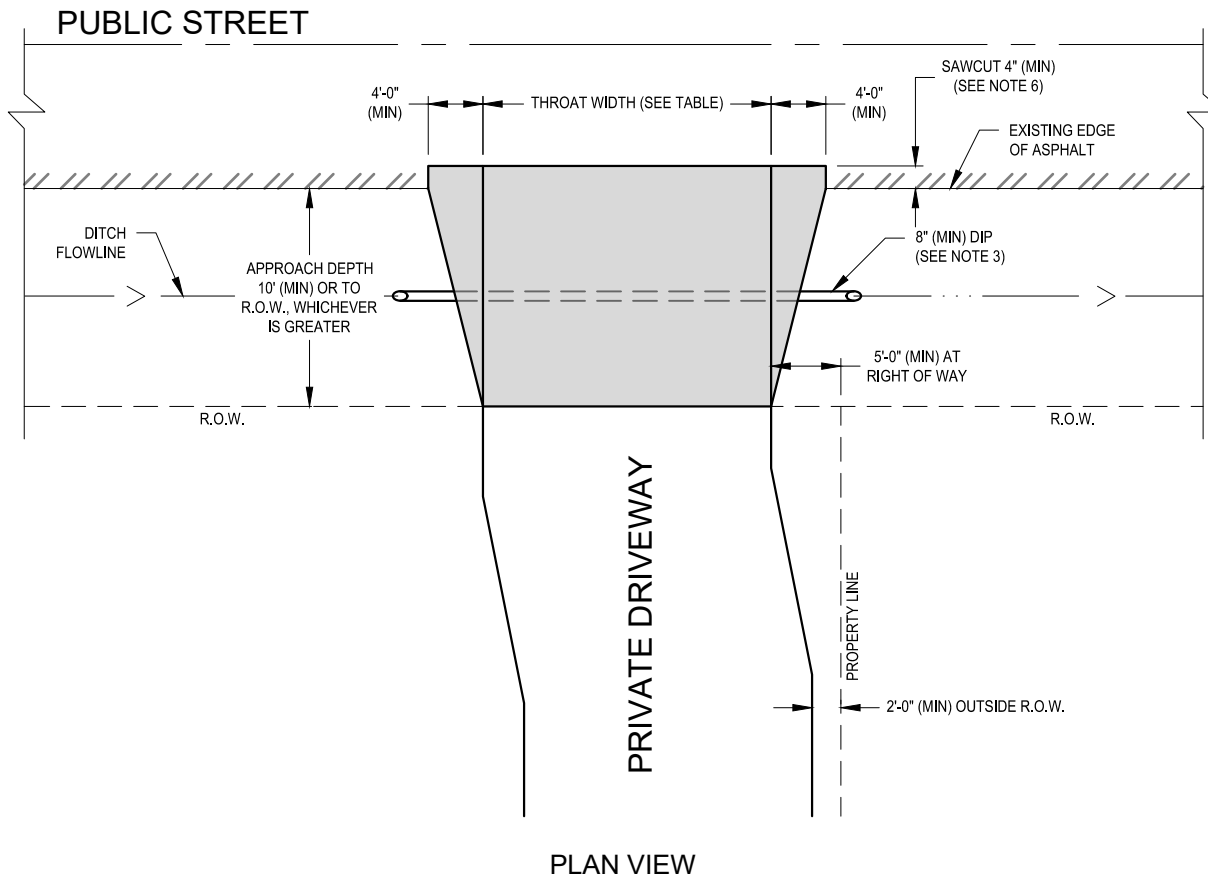 PUBLIC STREET
4'-0"
(MIN)
THROAT WIDTH (SEE TABLE)
4'-0"
(MIN)
SAWCUT 4" (MIN)
(SEE NOTE 6)
EXISTING EDGE
OF ASPHALT
DITCH
FLOWLINE
APPROACH DEPTH
10' (MIN) OR TO
R.O.W., WHICHEVER
IS GREATER
8" (MIN) DIP
(SEE NOTE 3)
5'-0" (MIN) AT
RIGHT OF WAY
R.O.W.
R.O.W.
PRIVATE DRIVEWAY
PROPERTY LINE
2'-0" (MIN) OUTSIDE R.O.W.
PLAN VIEW